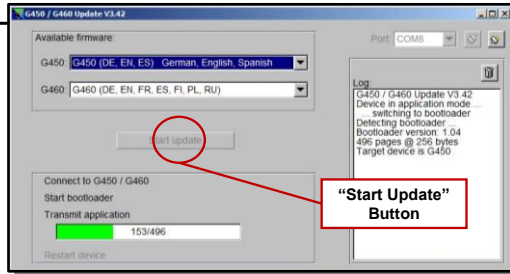 G450 / G460 Update V3.42
Available firmware:
G450: G450 (DE, EN, ES) German, English, Spanish
G460: G460 (DE, EN, FR, ES, FI, PL, RU)
Port: COM8
Start update
Log:
G450 / G460 Update V3.42
Device in application mode ...
... switching to bootloader
Detecting bootloader ...
Bootloader version: 1.04
496 pages @ 256 bytes
Target device is G450
Connect to G450 / G460
Start bootloader
Transmit application
153/496
Restart device
“Start Update”
Button